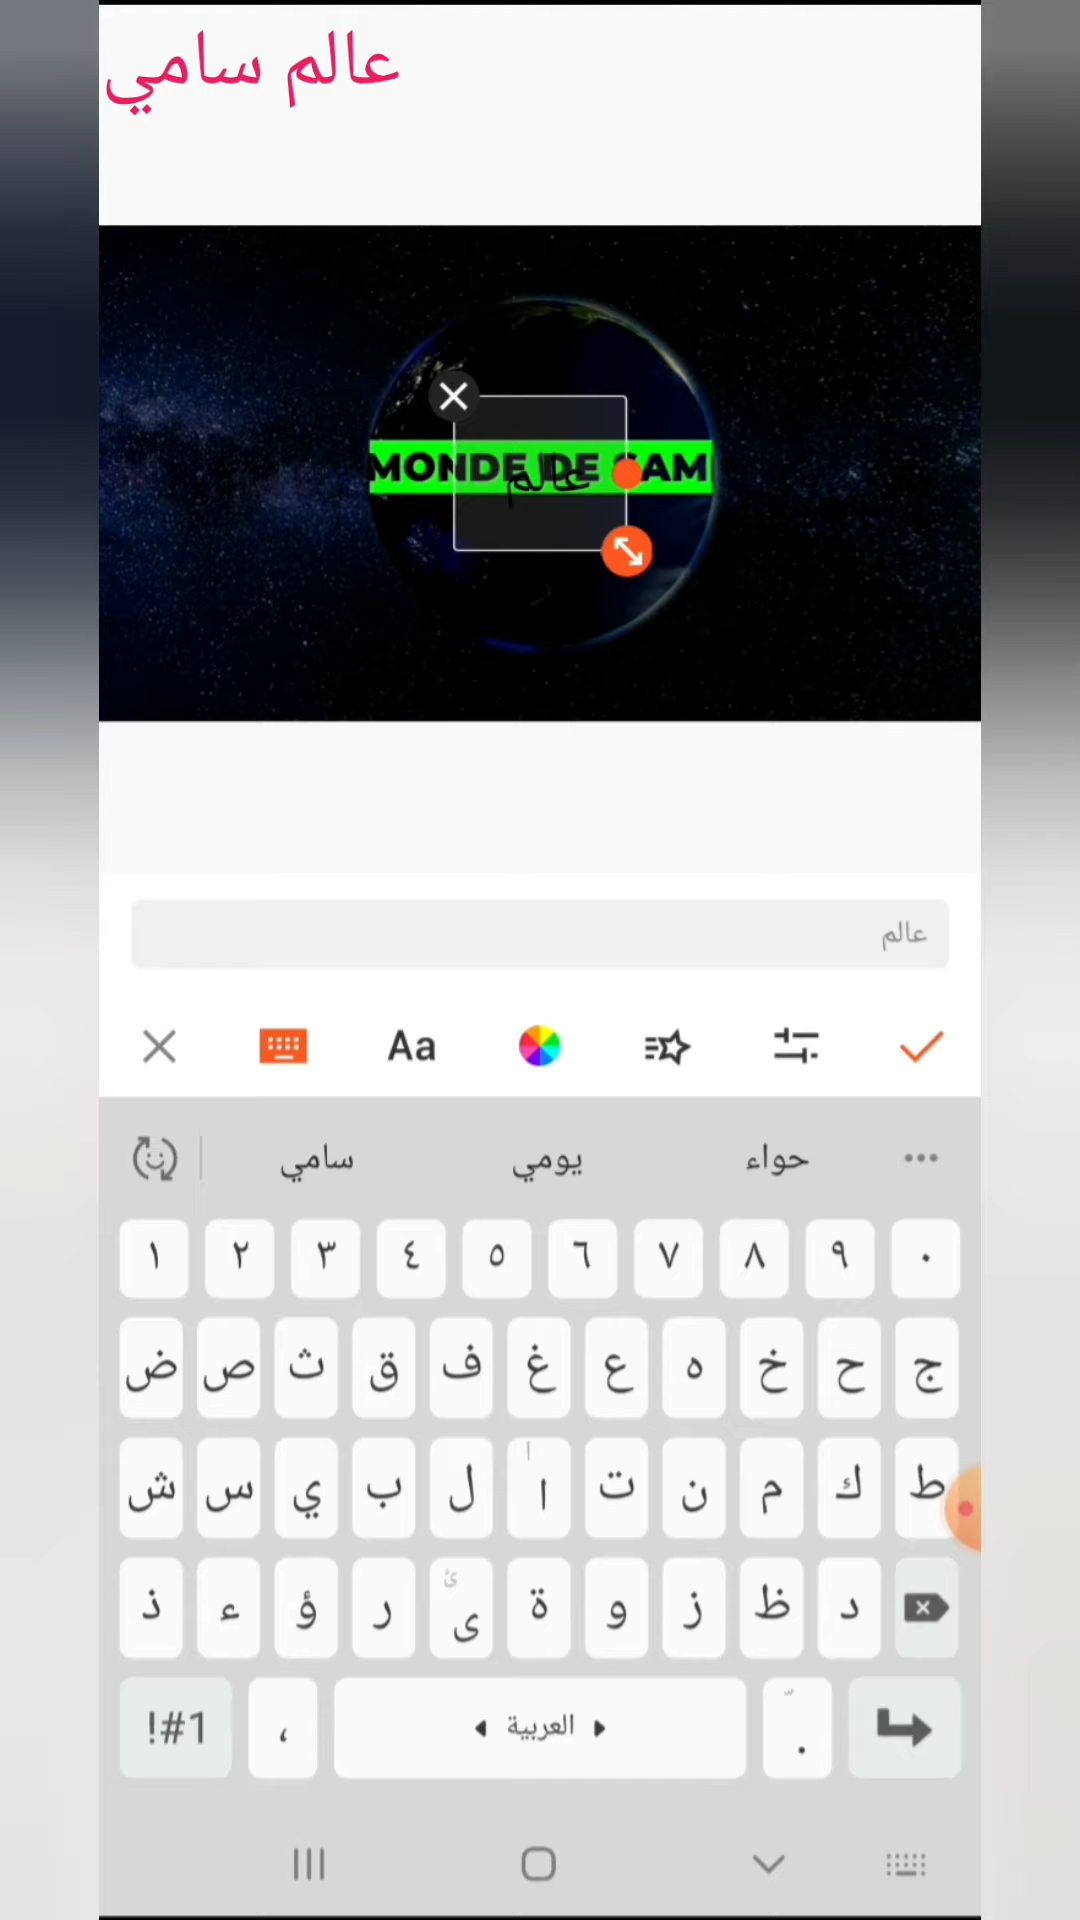 عالم سامي
MONDE DE SAM
عالم
عالم
Aa
سامي يومي حواء
١ ٢ ٣ ٤ ٥ ٦ ٧ ٨ ٩ ٠
ض ص ث ق ف غ ع ه خ ح ج
ش س ي ب ل ا ت ن م ك ط
ذ ء ؤ ر ى ة و ز ظ د
!#1 ، العربية .